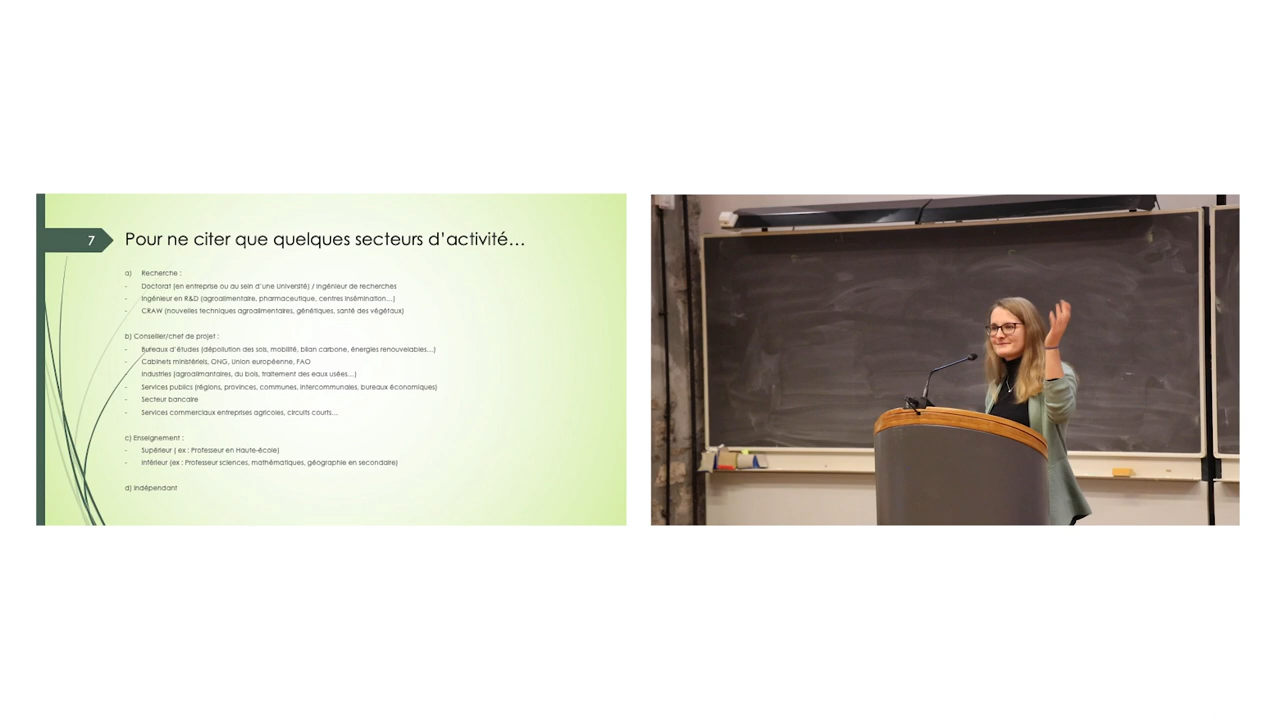 7
Pour ne citer que quelques secteurs d'activité…
a) Recherche :
- Doctorat (en entreprise ou au sein d'une Université) / Ingénieur de recherches
- Ingénieur en R&D (agroalimentaire, pharmaceutique, centres insémination…)
- CRAW (nouvelles techniques agroalimentaires, génétiques, santé des végétaux)
b) Conseiller/chef de projet :
- Bureaux d'études (dépollution des sols, mobilité, bilan carbone, énergies renouvelables…)
- Cabinets ministériels, ONG, Union européenne, FAO
- Industries (agroalimantaires, du bois, traitement des eaux usées…)
- Services publics (régions, provinces, communes, intercommunales, bureaux économiques)
- Secteur bancaire
- Services commerciaux entreprises agricoles, circuits courts…
c) Enseignement :
- Supérieur ( ex : Professeur en Haute-école)
- Inférieur (ex : Professeur sciences, mathématiques, géographie en secondaire)
d) Indépendant